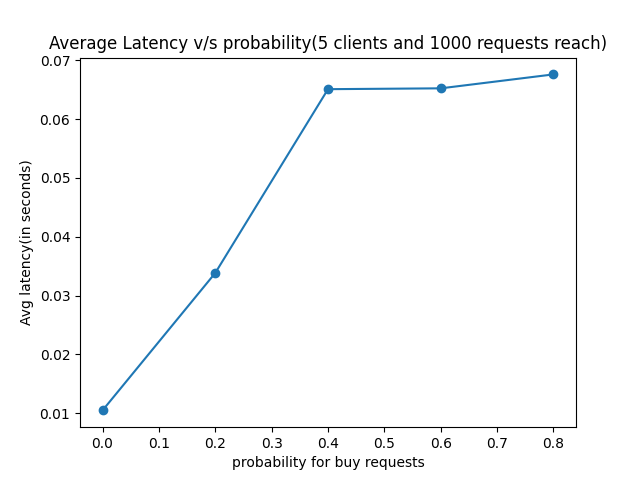 Average Latency v/s probability(5 clients and 1000 requests reach)
0.07
0.06
0.05
0.04
0.03
0.02
0.01
Avg latency(in seconds)
0.0 0.1 0.2 0.3 0.4 0.5 0.6 0.7 0.8
probability for buy requests